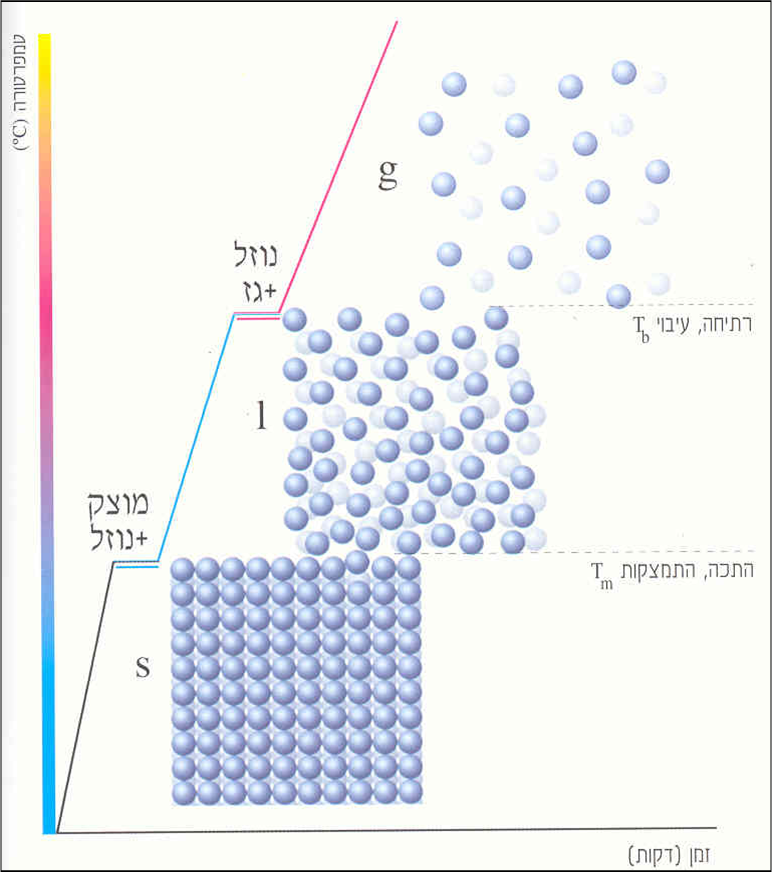 טמפרטורה (°C)
g
נוזל
+גז
רתיחה, עיבוי Tb
l
מוצק
+נוזל
התכה, התמצקות Tm
s
זמן (דקות)